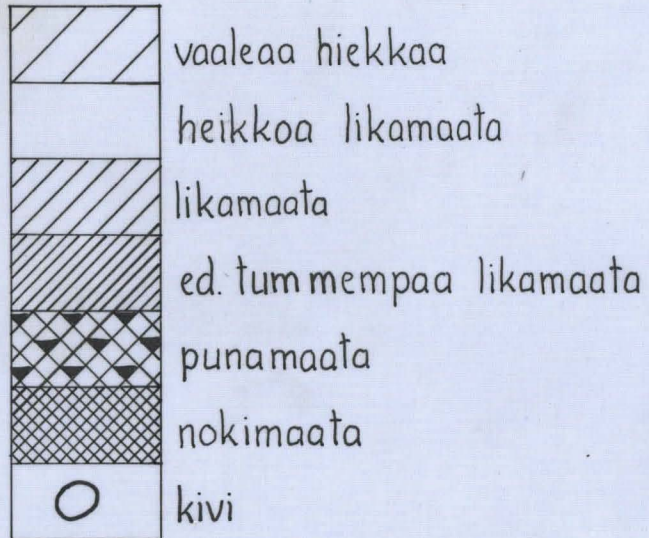 vaaleaa hiekkaa
heikkoa likamaata
likamaata
ed. tummempaa likamaata
punamaata
nokimaata
kivi